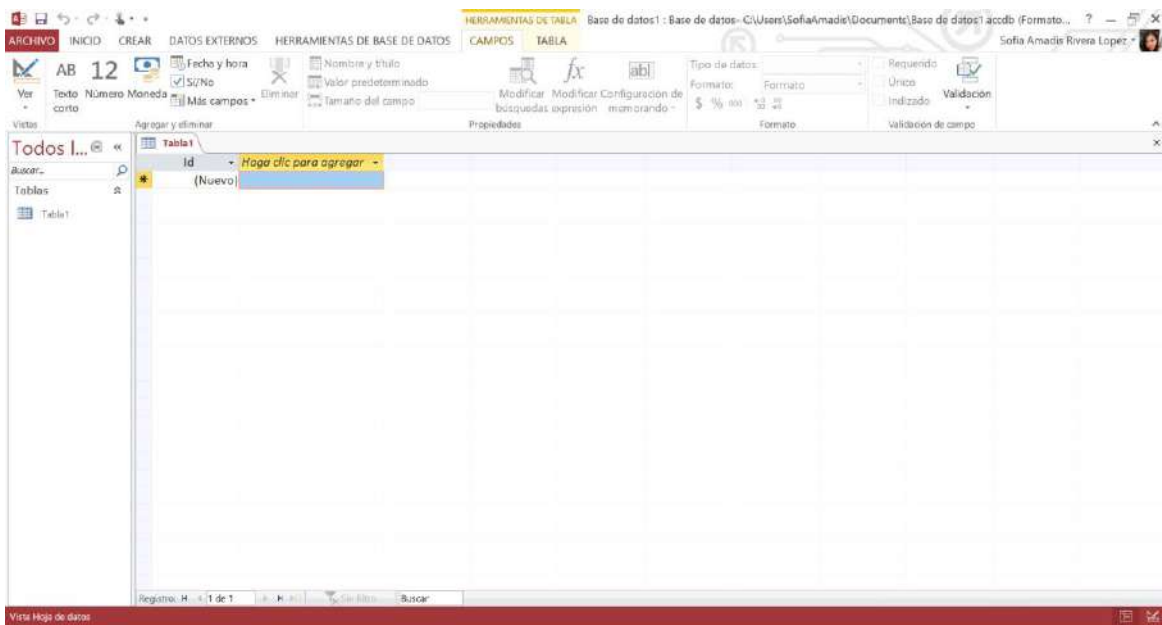 HERRAMIENTAS DE TABLA Base de datos1 : Base de datos- C:\Users\SofiaAmadis\Documents\Base de datos1.accdb (Formato... ?
ARCHIVO INICIO CREAR DATOS EXTERNOS HERRAMIENTAS DE BASE DE DATOS CAMPOS TABLA Sofia Amadis Rivera Lopez
AB 12 Fecha y hora Nombre y título fx ab| Tipo de datos: Requerido
Sí/No Valor predeterminado Formato: Formato Único
Ver Texto Número Moneda Más campos Eliminar Tamaño del campo Modificar Modificar Configuración de $ % 000 Indizado Validación
corto búsquedas expresión memorando
Vistas Agregar y eliminar Propiedades Formato Validación de campo
Todos l... « Tabla1
Id Haga clic para agregar
Buscar...
(Nuevo)
Tablas
Tabla1
Registro: 1 de 1 Sin filtro Buscar
Vista Hoja de datos